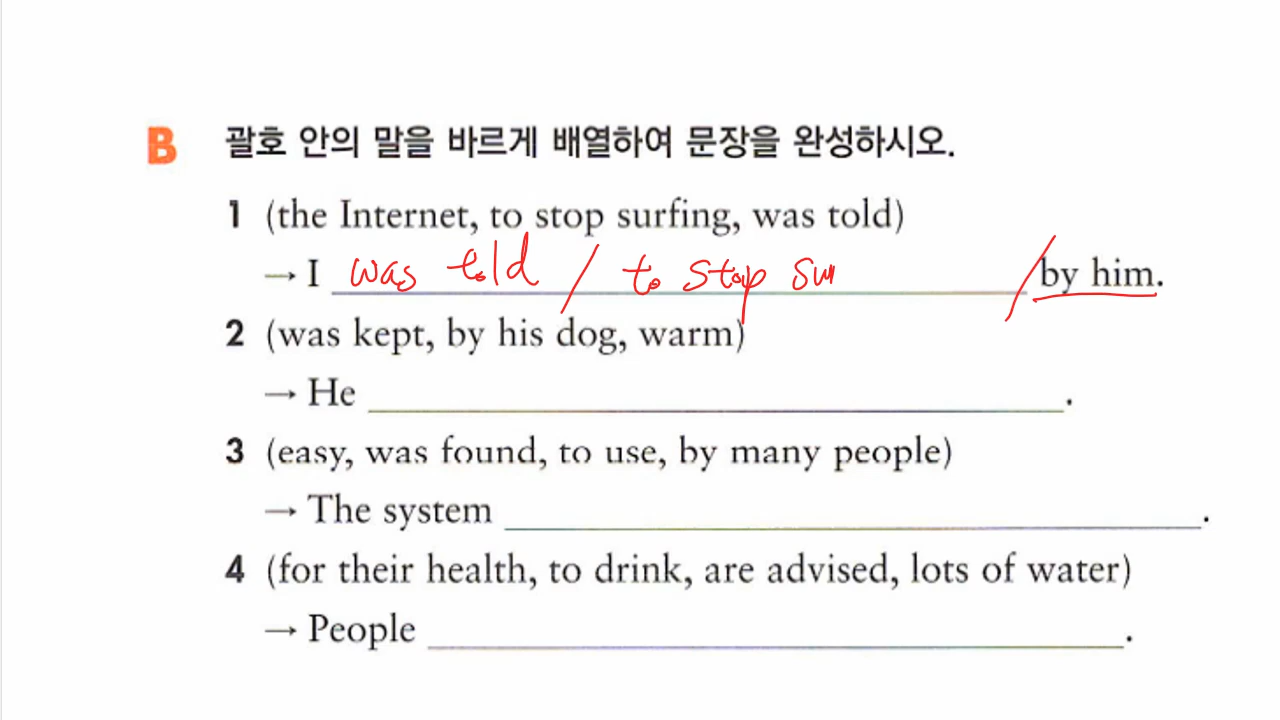 B 괄호 안의 말을 바르게 배열하여 문장을 완성하시오.
1 (the Internet, to stop surfing, was told)
→ I was told / to stop sur / by him.
2 (was kept, by his dog, warm)
→ He .
3 (easy, was found, to use, by many people)
→ The system .
4 (for their health, to drink, are advised, lots of water)
→ People .